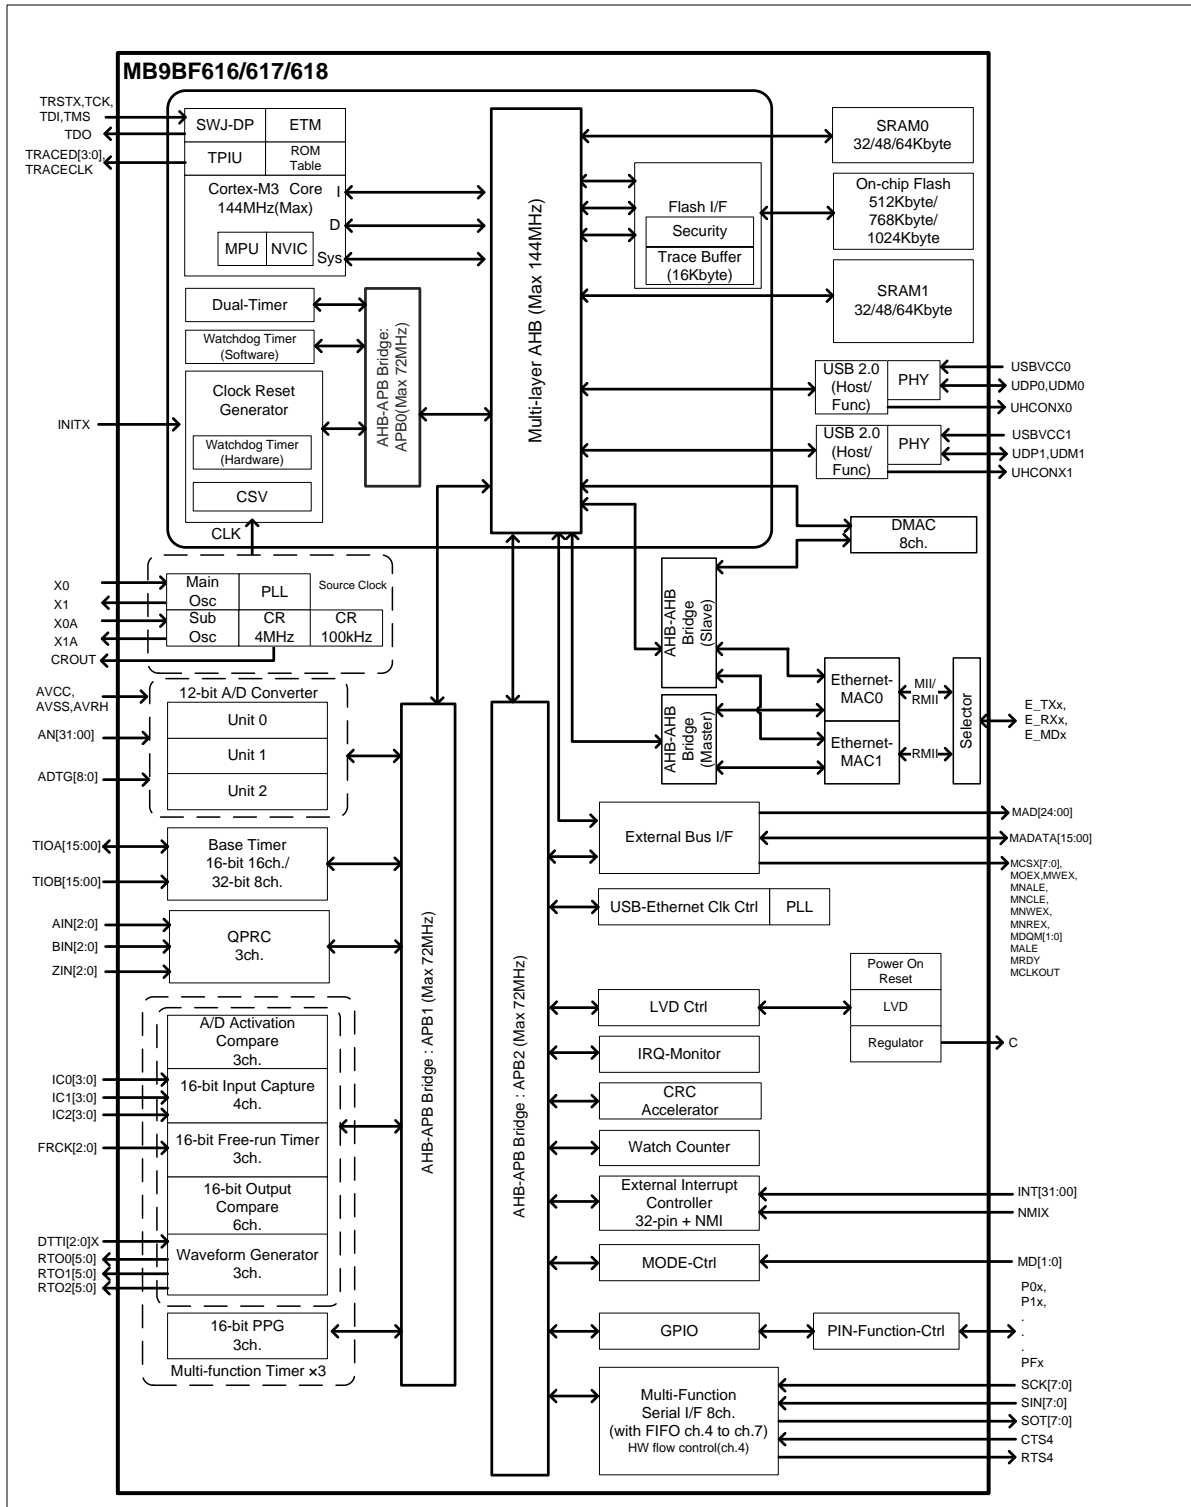 MB9BF616/617/618
TRSTX,TCK,
TDI,TMS
TDO
TRACED[3:0],
TRACECLK
SWJ-DP
ETM
TPIU
ROM
Table
Cortex-M3 Core
144MHz(Max)
I
D
Sys
MPU
NVIC
Dual-Timer
Watchdog Timer
(Software)
Clock Reset
Generator
Watchdog Timer
(Hardware)
CSV
INITX
CLK
AHB-APB Bridge:
APB0(Max 72MHz)
Multi-layer AHB (Max 144MHz)
Flash I/F
Security
Trace Buffer
(16Kbyte)
SRAM0
32/48/64Kbyte
On-chip Flash
512Kbyte/
768Kbyte/
1024Kbyte
SRAM1
32/48/64Kbyte
USB 2.0
(Host/
Func)
PHY
USBVCC0
UDP0,UDM0
UHCONX0
USB 2.0
(Host/
Func)
PHY
USBVCC1
UDP1,UDM1
UHCONX1
DMAC
8ch.
X0
X1
X0A
X1A
CROUT
Main
Osc
PLL
Source Clock
Sub
Osc
CR
4MHz
CR
100kHz
AHB-AHB
Bridge
(Slave)
AHB-AHB
Bridge
(Master)
Ethernet-
MAC0
Ethernet-
MAC1
MII/
RMII
RMII
Selector
E_TXx,
E_RXx,
E_MDx
AVCC,
AVSS,AVRH
AN[31:00]
ADTG[8:0]
12-bit A/D Converter
Unit 0
Unit 1
Unit 2
TIOA[15:00]
TIOB[15:00]
Base Timer
16-bit 16ch./
32-bit 8ch.
AIN[2:0]
BIN[2:0]
ZIN[2:0]
QPRC
3ch.
A/D Activation
Compare
3ch.
IC0[3:0]
IC1[3:0]
IC2[3:0]
16-bit Input Capture
4ch.
FRCK[2:0]
16-bit Free-run Timer
3ch.
16-bit Output
Compare
6ch.
DTTI[2:0]X
RTO0[5:0]
RTO1[5:0]
RTO2[5:0]
Waveform Generator
3ch.
16-bit PPG
3ch.
Multi-function Timer ×3
AHB-APB Bridge : APB1 (Max 72MHz)
AHB-APB Bridge : APB2 (Max 72MHz)
External Bus I/F
MAD[24:00]
MADATA[15:00]
MCSX[7:0],
MOEX,MWEX,
MNALE,
MNCLE,
MNWEX,
MNREX,
MDQM[1:0]
MALE
MRDY
MCLKOUT
USB-Ethernet Clk Ctrl
PLL
LVD Ctrl
Power On
Reset
LVD
Regulator
C
IRQ-Monitor
CRC
Accelerator
Watch Counter
External Interrupt
Controller
32-pin + NMI
INT[31:00]
NMIX
MODE-Ctrl
MD[1:0]
GPIO
PIN-Function-Ctrl
P0x,
P1x,
.
.
.
PFx
Multi-Function
Serial I/F 8ch.
(with FIFO ch.4 to ch.7)
HW flow control(ch.4)
SCK[7:0]
SIN[7:0]
SOT[7:0]
CTS4
RTS4